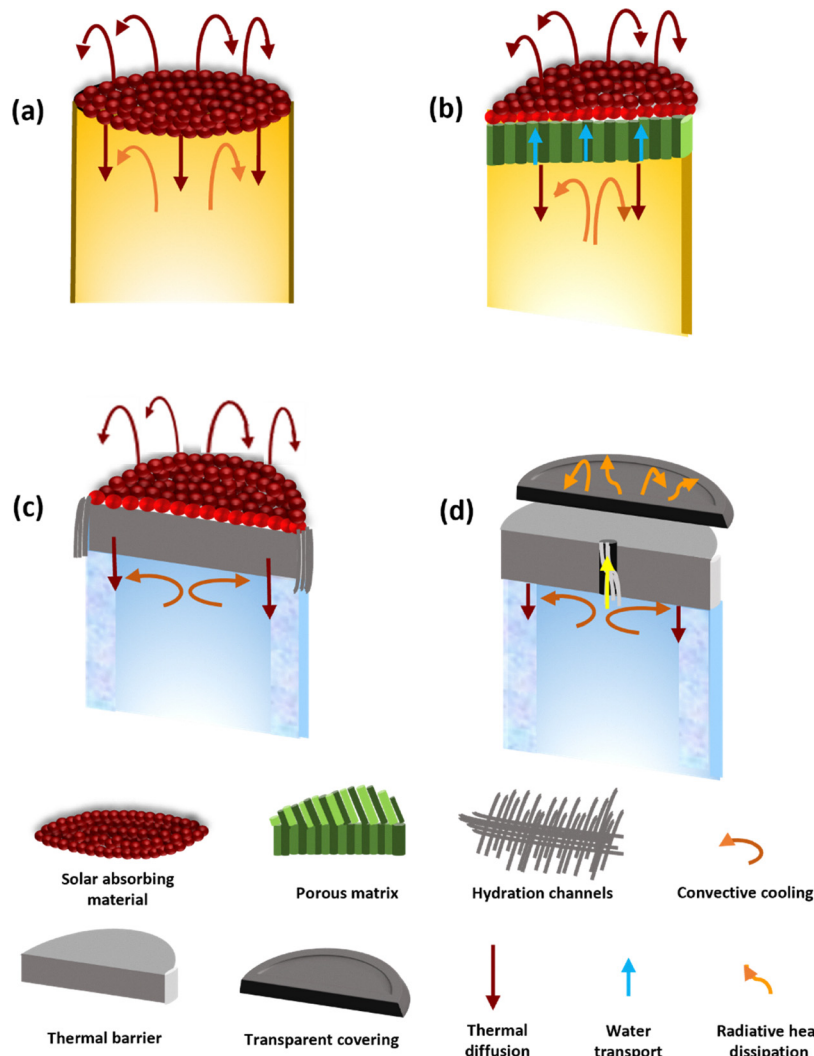 (a)
(b)
(c)
(d)
Solar absorbing
material
Porous matrix
Hydration channels
Convective cooling
Thermal barrier
Transparent covering
Thermal
diffusion
Water
transport
Radiative hea
dissipation